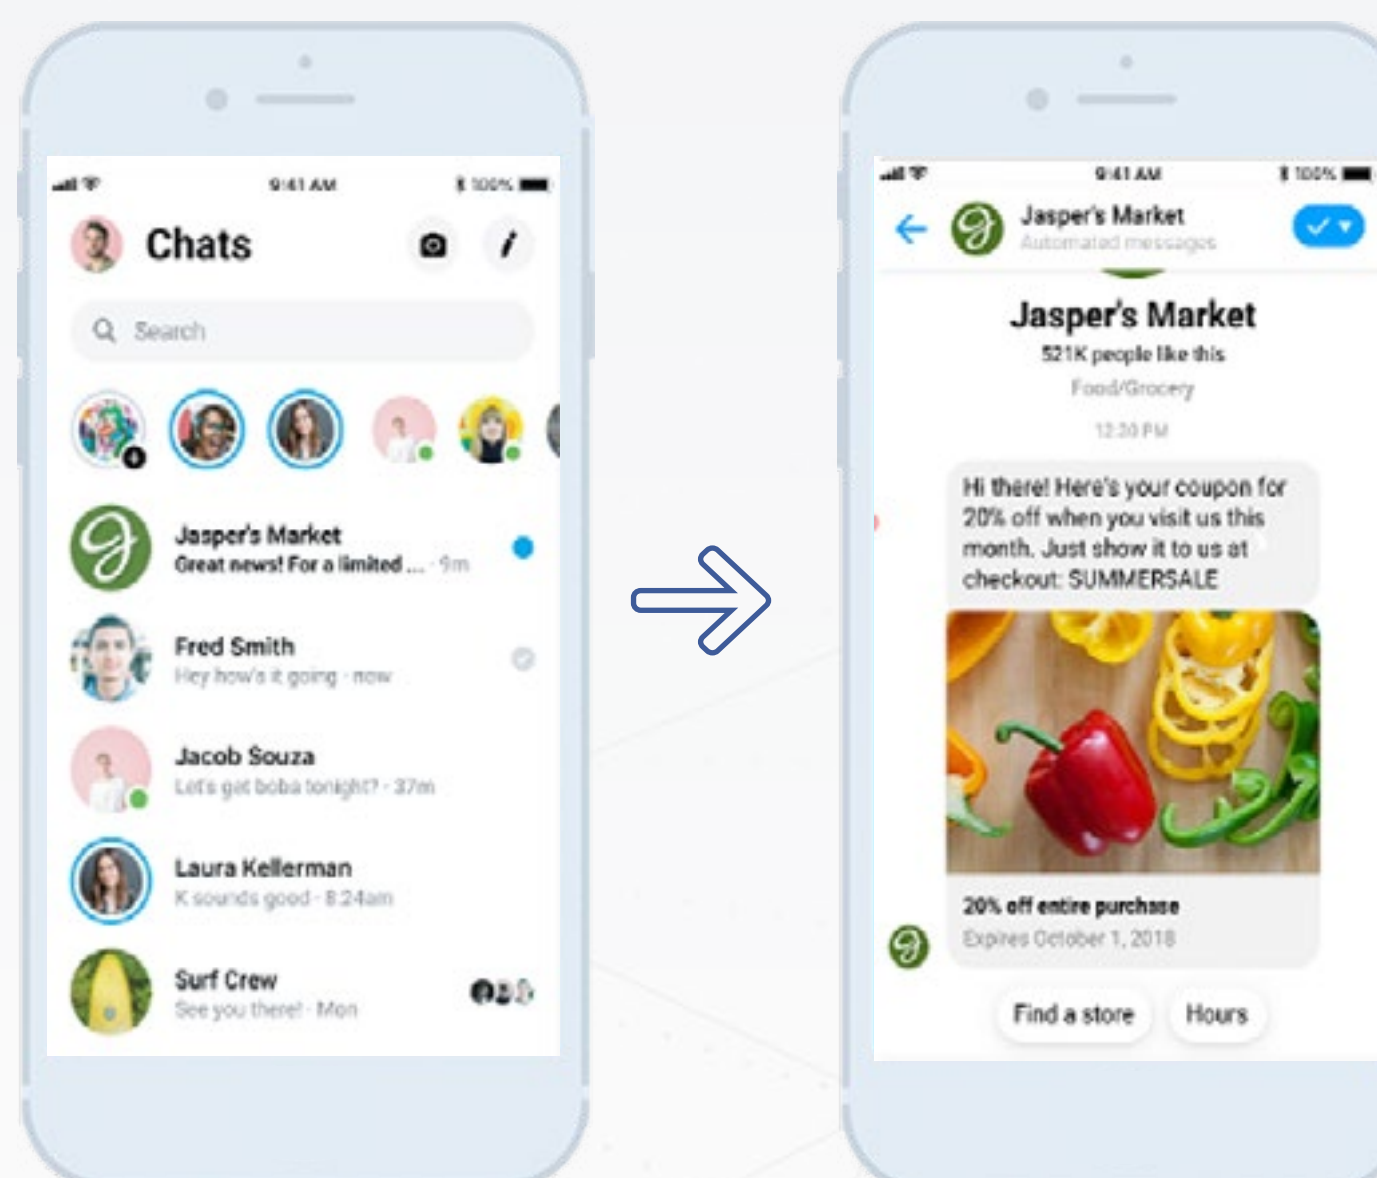 9:41 AM
100%
Chats
Search
Jasper's Market
Great news! For a limited ... · 9m
Fred Smith
Hey how's it going · now
Jacob Souza
Let's get boba tonight? · 37m
Laura Kellerman
K sounds good · 8:24am
Surf Crew
See you there! · Mon
9:41 AM
100%
Jasper's Market
Automated messages
Jasper's Market
521K people like this
Food/Grocery
12:30 PM
Hi there! Here's your coupon for
20% off when you visit us this
month. Just show it to us at
checkout: SUMMERSALE
20% off entire purchase
Expires October 1, 2018
Find a store
Hours